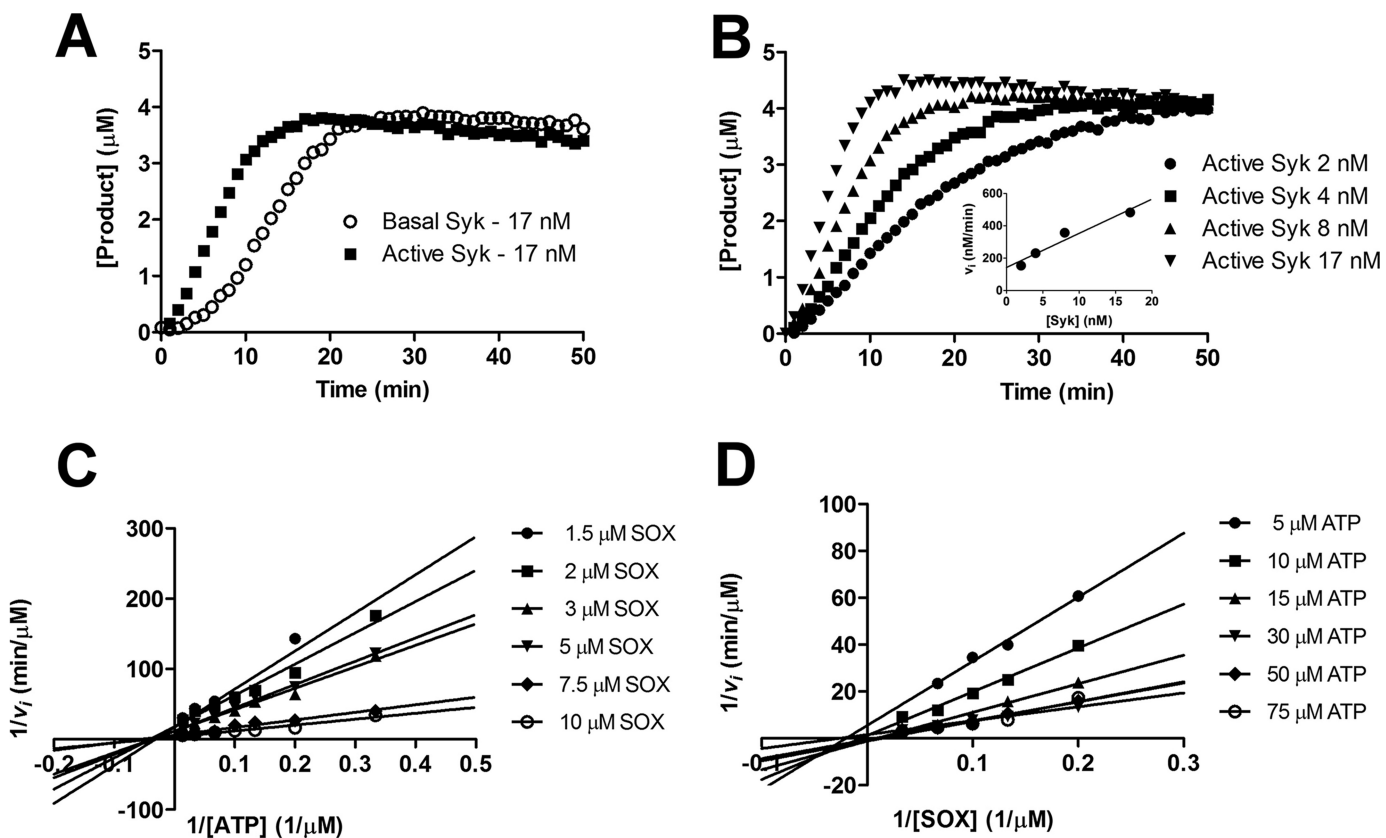 A
[Product] (μM)
5
4
3
2
1
0
0 10 20 30 40 50
Time (min)
Basal Syk - 17 nM
Active Syk - 17 nM
B
[Product] (μM)
5
4
3
2
1
0
0 10 20 30 40 50
Time (min)
Active Syk 2 nM
Active Syk 4 nM
Active Syk 8 nM
Active Syk 17 nM
vi (nM/min)
600
400
200
0
0 5 10 15 20
[Syk] (nM)
C
1/vi (min/μM)
300
200
100
-100
-0.2 -0.1 0.1 0.2 0.3 0.4 0.5
1/[ATP] (1/μM)
1.5 μM SOX
2 μM SOX
3 μM SOX
5 μM SOX
7.5 μM SOX
10 μM SOX
D
1/vi (min/μM)
100
80
60
40
20
-20
-0.1 0.1 0.2 0.3
1/[SOX] (1/μM)
5 μM ATP
10 μM ATP
15 μM ATP
30 μM ATP
50 μM ATP
75 μM ATP